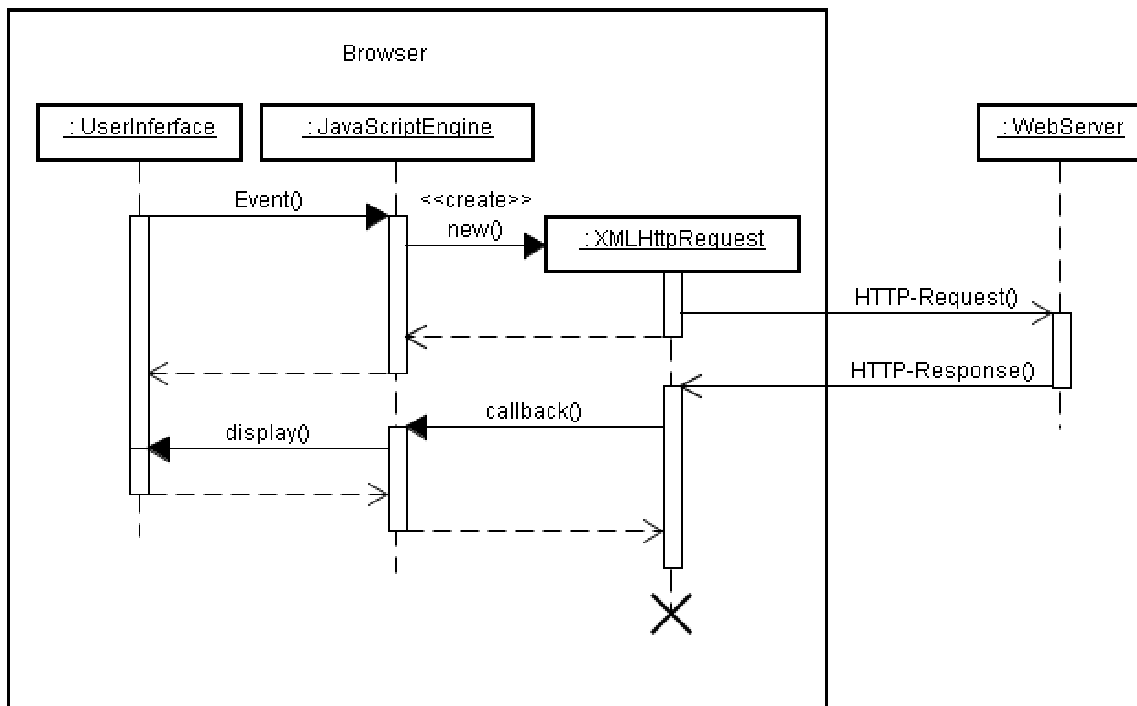 Browser
: UserInferface
: JavaScriptEngine
: WebServer
Event()
<<create>>
new()
: XMLHttpRequest
HTTP-Request()
HTTP-Response()
callback()
display()